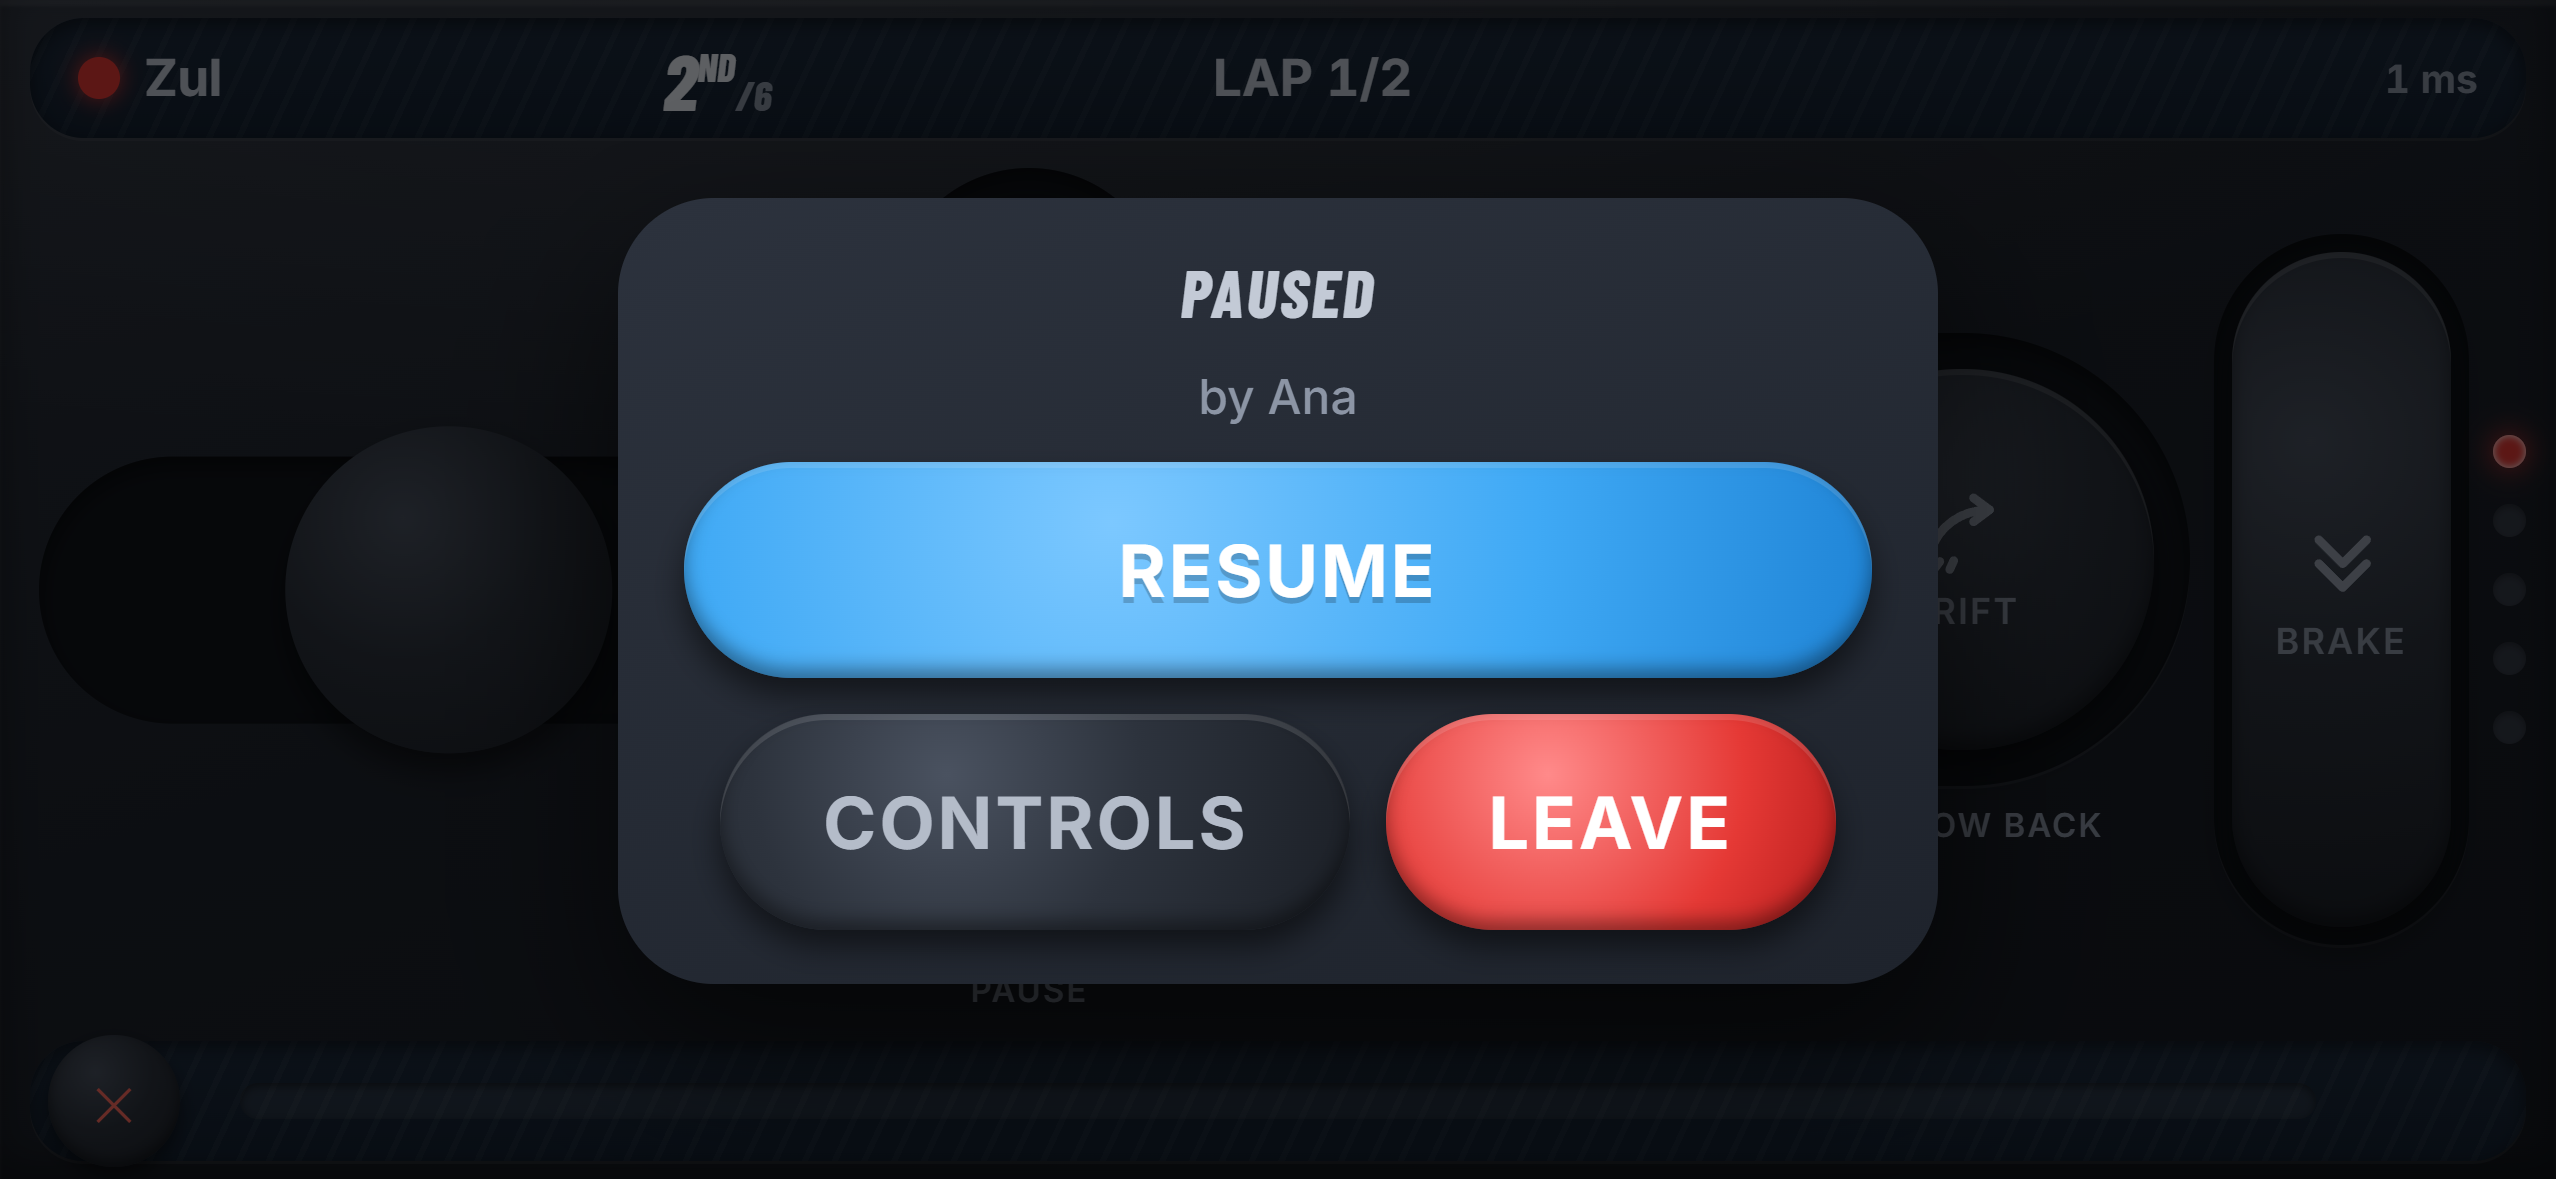 Zul 2ND/6 LAP 1/2 1 ms
PAUSED
by Ana
RESUME
RIFT
BRAKE
CONTROLS LEAVE
OW BACK
PAUSE